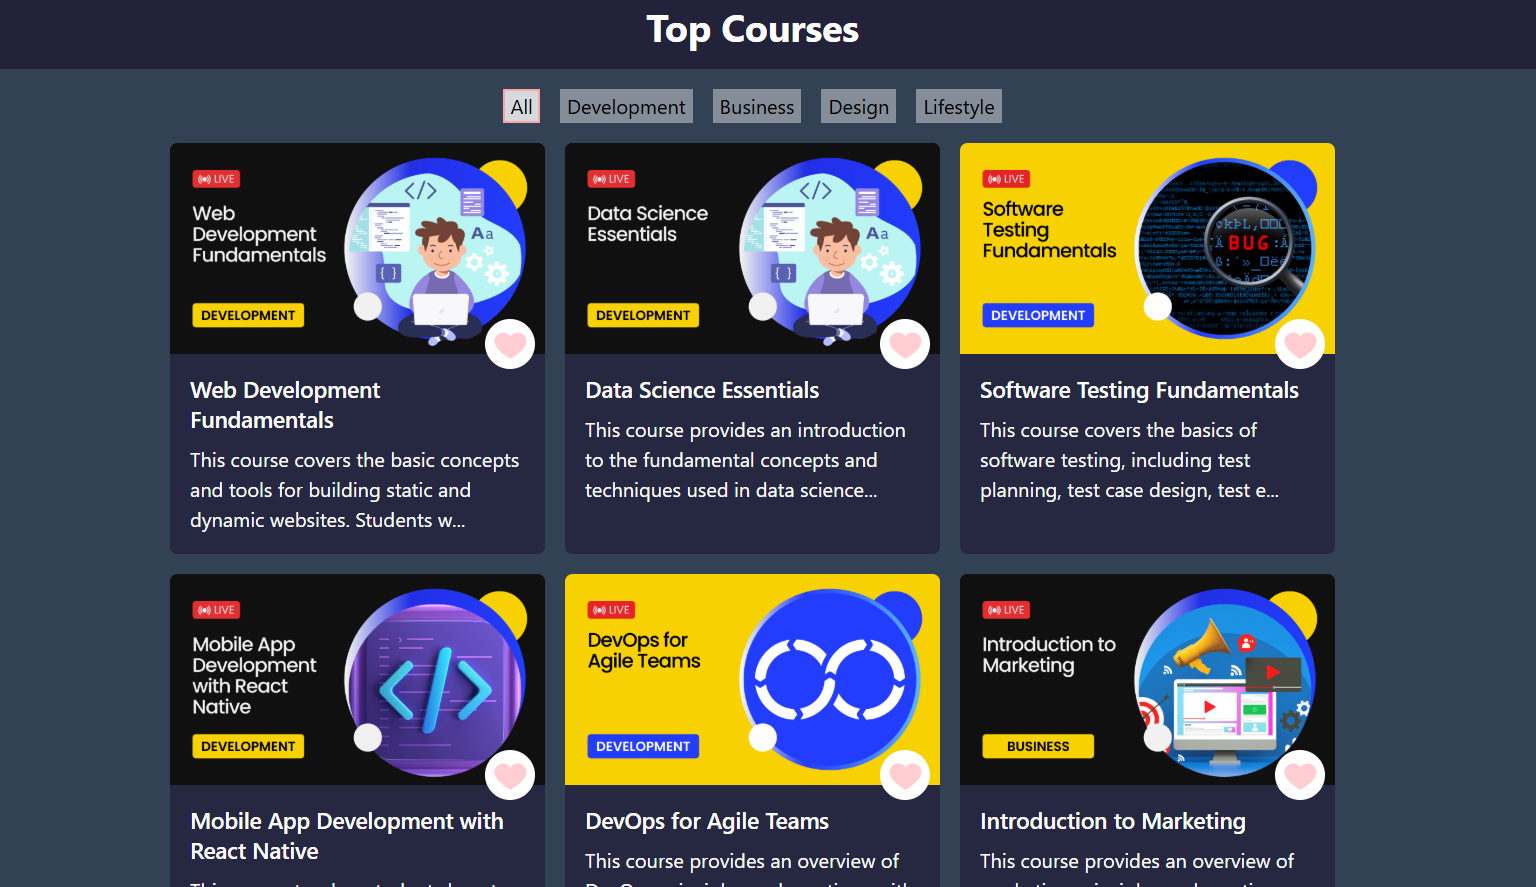 Top Courses
All
Development
Business
Design
Lifestyle
LIVE
Web
Development
Fundamentals
DEVELOPMENT
</>
Aa
{ }
Web Development
Fundamentals
This course covers the basic concepts
and tools for building static and
dynamic websites. Students w...
LIVE
Data Science
Essentials
DEVELOPMENT
</>
Aa
{ }
Data Science Essentials
This course provides an introduction
to the fundamental concepts and
techniques used in data science...
LIVE
Software
Testing
Fundamentals
DEVELOPMENT
BUG
Software Testing Fundamentals
This course covers the basics of
software testing, including test
planning, test case design, test e...
LIVE
Mobile App
Development
with React
Native
DEVELOPMENT
</>
Mobile App Development with
React Native
LIVE
DevOps for
Agile Teams
DEVELOPMENT
DevOps for Agile Teams
This course provides an overview of
LIVE
Introduction to
Marketing
BUSINESS
Introduction to Marketing
This course provides an overview of